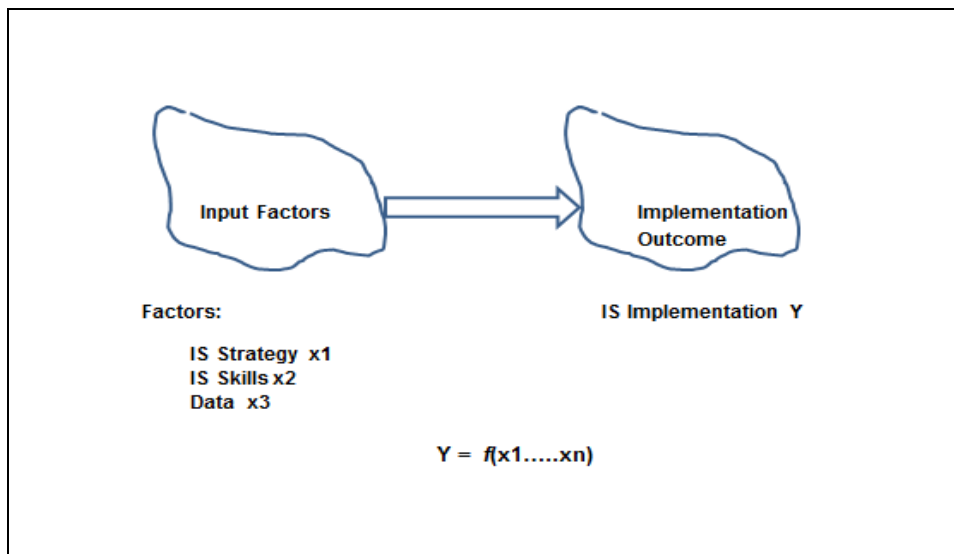 Input Factors
Implementation
Outcome
Factors:
IS Implementation Y
IS Strategy x1
IS Skills x2
Data x3
Y = f(x1.....xn)